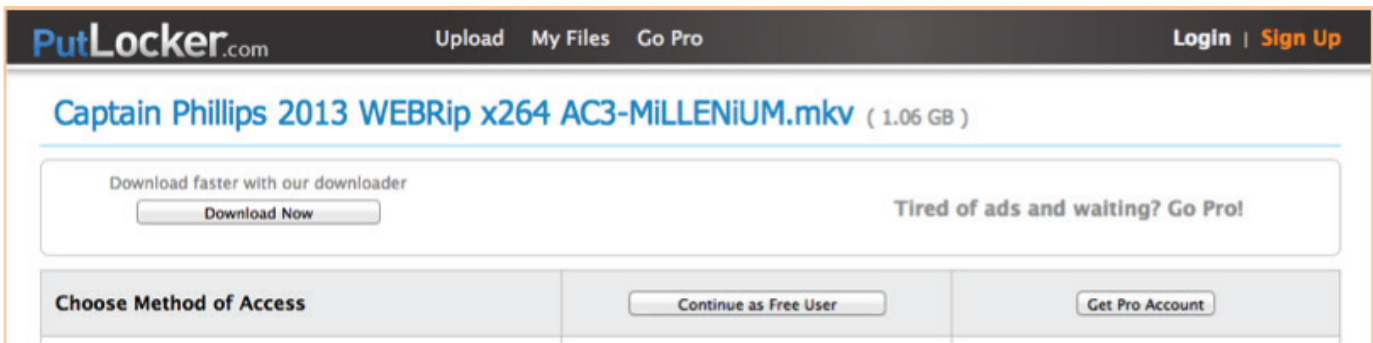 PutLocker.com Upload My Files Go Pro Login | Sign Up
Captain Phillips 2013 WEBRip x264 AC3-MiLLENiUM.mkv ( 1.06 GB )
Download faster with our downloader
Download Now
Tired of ads and waiting? Go Pro!
Choose Method of Access Continue as Free User Get Pro Account